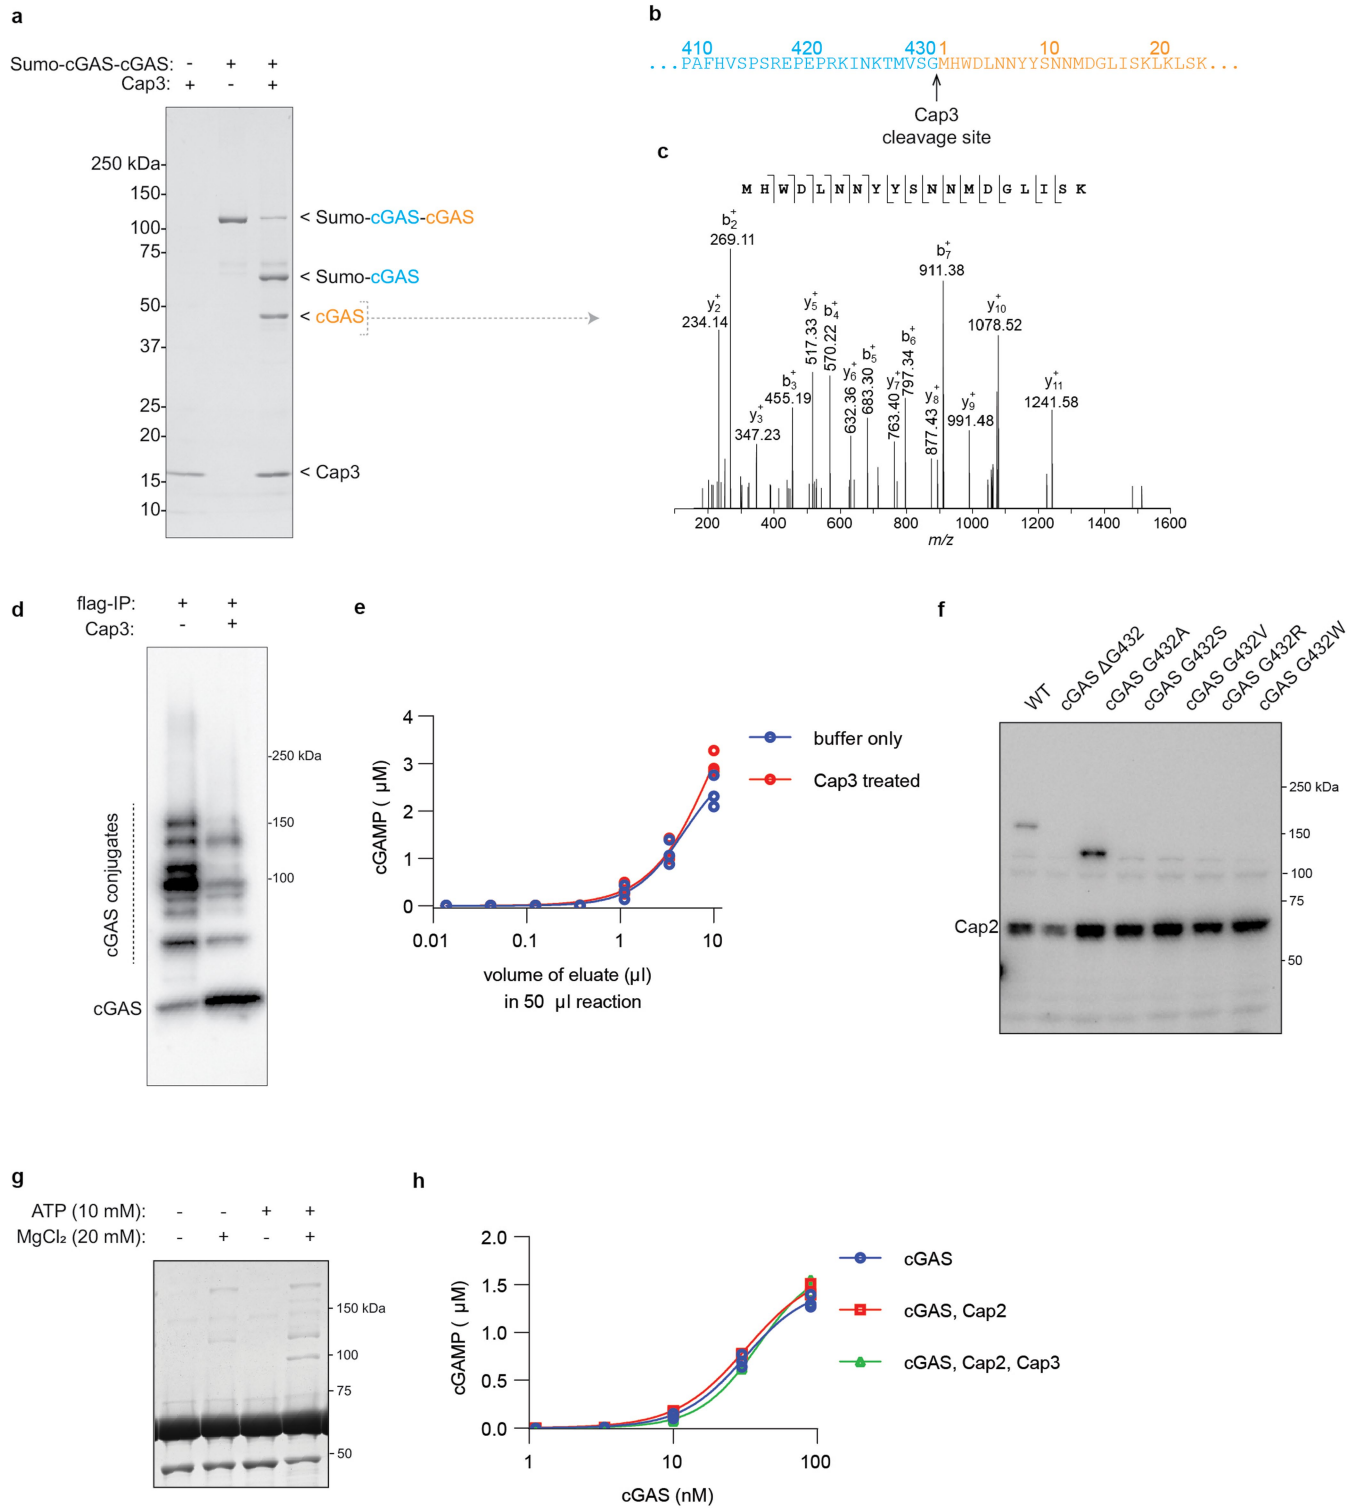 a
Sumo-cGAS-cGAS: - + +
Cap3: + - +
250 kDa-
150-
100-
75-
50-
37-
25-
20-
15-
10-
< Sumo-cGAS-cGAS
< Sumo-cGAS
< cGAS
< Cap3
b
410 420 430 1 10 20
...PAFHVSPSREPEPRKINKTMVSGMHWDLNNYYSNNMDGLISKLKLSK...
Cap3
cleavage site
c
M H W D L N N Y Y S N N M D G L I S K
b2+
269.11
y2+
234.14
y3+
347.23
b3+
455.19
y5+
517.33
b4+
570.22
y6+
632.36
b5+
683.30
y7+
763.40
b6+
797.34
y8+
877.43
b7+
911.38
y9+
991.48
y10+
1078.52
y11+
1241.58
200 400 600 800 1000 1200 1400 1600
m/z
d
flag-IP: + +
Cap3: - +
-250 kDa
-150
-100
cGAS conjugates
cGAS
e
cGAMP ( μM)
4
3
2
1
0
0.01 0.1 1 10
volume of eluate (μl)
in 50 μl reaction
buffer only
Cap3 treated
f
WT
cGAS ΔG432
cGAS G432A
cGAS G432S
cGAS G432V
cGAS G432R
cGAS G432W
- 250 kDa
- 150
- 100
- 75
- 50
Cap2
g
ATP (10 mM): - - + +
MgCl₂ (20 mM): - + - +
- 150 kDa
- 100
- 75
- 50
h
cGAMP ( μM)
2.0
1.5
1.0
0.5
0.0
1 10 100
cGAS (nM)
cGAS
cGAS, Cap2
cGAS, Cap2, Cap3